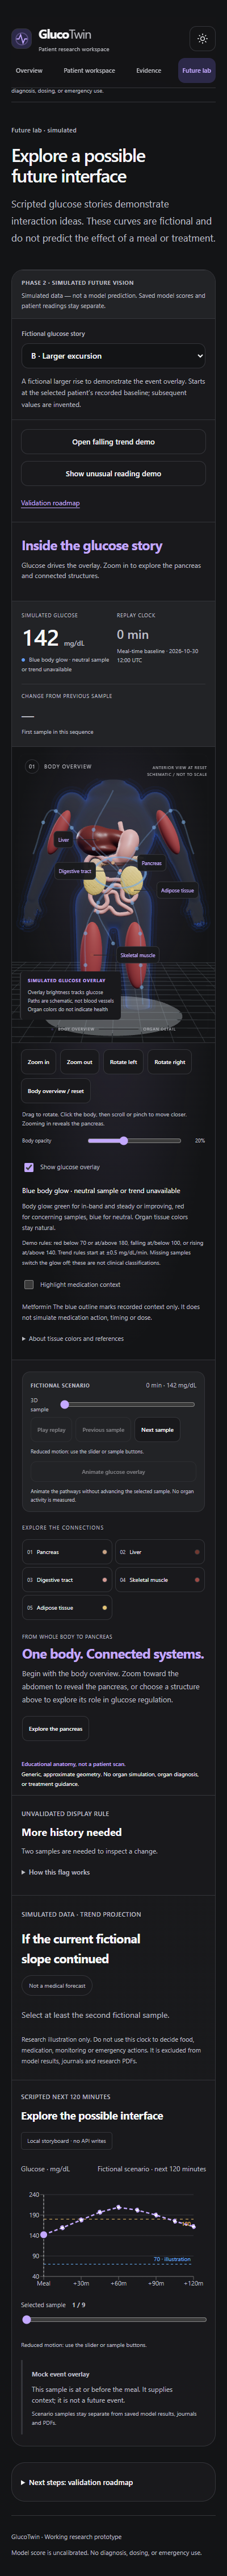 GlucoTwin
Patient research workspace
Overview
Patient workspace
Evidence
Future lab
diagnosis, dosing, or emergency use.
Future lab · simulated
Explore a possible
future interface
Scripted glucose stories demonstrate
interaction ideas. These curves are fictional and
do not predict the effect of a meal or treatment.
PHASE 2 · SIMULATED FUTURE VISION
Simulated data — not a model prediction. Saved model scores and
patient readings stay separate.
Fictional glucose story
B · Larger excursion
A fictional larger rise to demonstrate the event overlay. Starts
at the selected patient's recorded baseline; subsequent
values are invented.
Open falling trend demo
Show unusual reading demo
Validation roadmap
Inside the glucose story
Glucose drives the overlay. Zoom in to explore the pancreas
and connected structures.
SIMULATED GLUCOSE
142 mg/dL
Blue body glow · neutral sample
or trend unavailable
REPLAY CLOCK
0 min
Meal-time baseline · 2026-10-30
12:00 UTC
CHANGE FROM PREVIOUS SAMPLE
—
First sample in this sequence
01 BODY OVERVIEW
ANTERIOR VIEW AT RESET
SCHEMATIC / NOT TO SCALE
Liver
Pancreas
Digestive tract
Adipose tissue
Skeletal muscle
SIMULATED GLUCOSE OVERLAY
Overlay brightness tracks glucose
Paths are schematic, not blood vessels
Organ colors do not indicate health
BODY OVERVIEW
ORGAN DETAIL
Zoom in
Zoom out
Rotate left
Rotate right
Body overview / reset
Drag to rotate. Click the body, then scroll or pinch to move closer.
Zooming in reveals the pancreas.
Body opacity
20%
Show glucose overlay
Blue body glow · neutral sample or trend unavailable
Body glow: green for in-band and steady or improving, red
for concerning samples, blue for neutral. Organ tissue colors
stay natural.
Demo rules: red below 70 or at/above 180, falling at/below 100, or rising
at/above 140. Trend rules start at ±0.5 mg/dL/min. Missing samples
switch the glow off; these are not clinical classifications.
Highlight medication context
Metformin The blue outline marks recorded context only. It does
not simulate medication action, timing or dose.
About tissue colors and references
FICTIONAL SCENARIO
0 min · 142 mg/dL
3D
sample
Play replay
Previous sample
Next sample
Reduced motion: use the slider or sample buttons.
Animate glucose overlay
Animate the pathways without advancing the selected sample. No organ
activity is measured.
EXPLORE THE CONNECTIONS
01 Pancreas
02 Liver
03 Digestive tract
04 Skeletal muscle
05 Adipose tissue
FROM WHOLE BODY TO PANCREAS
One body. Connected systems.
Begin with the body overview. Zoom toward the
abdomen to reveal the pancreas, or choose a structure
above to explore its role in glucose regulation.
Explore the pancreas
Educational anatomy, not a patient scan.
Generic, approximate geometry. No organ simulation, organ diagnosis,
or treatment guidance.
UNVALIDATED DISPLAY RULE
More history needed
Two samples are needed to inspect a change.
How this flag works
SIMULATED DATA · TREND PROJECTION
If the current fictional
slope continued
Not a medical forecast
Select at least the second fictional sample.
Research illustration only. Do not use this clock to decide food,
medication, monitoring or emergency actions. It is excluded from
model results, journals and research PDFs.
SCRIPTED NEXT 120 MINUTES
Explore the possible interface
Local storyboard · no API writes
Glucose · mg/dL
Fictional scenario · next 120 minutes
240
190
140
90
40
180
70 · illustration
Meal
+30m
+60m
+90m
+120m
Selected sample 1 / 9
Reduced motion: use the slider or sample buttons.
Mock event overlay
This sample is at or before the meal. It supplies
context; it is not a future event.
Scenario samples stay separate from saved model results, journals
and PDFs.
Next steps: validation roadmap
GlucoTwin · Working research prototype
Model score is uncalibrated. No diagnosis, dosing, or emergency use.